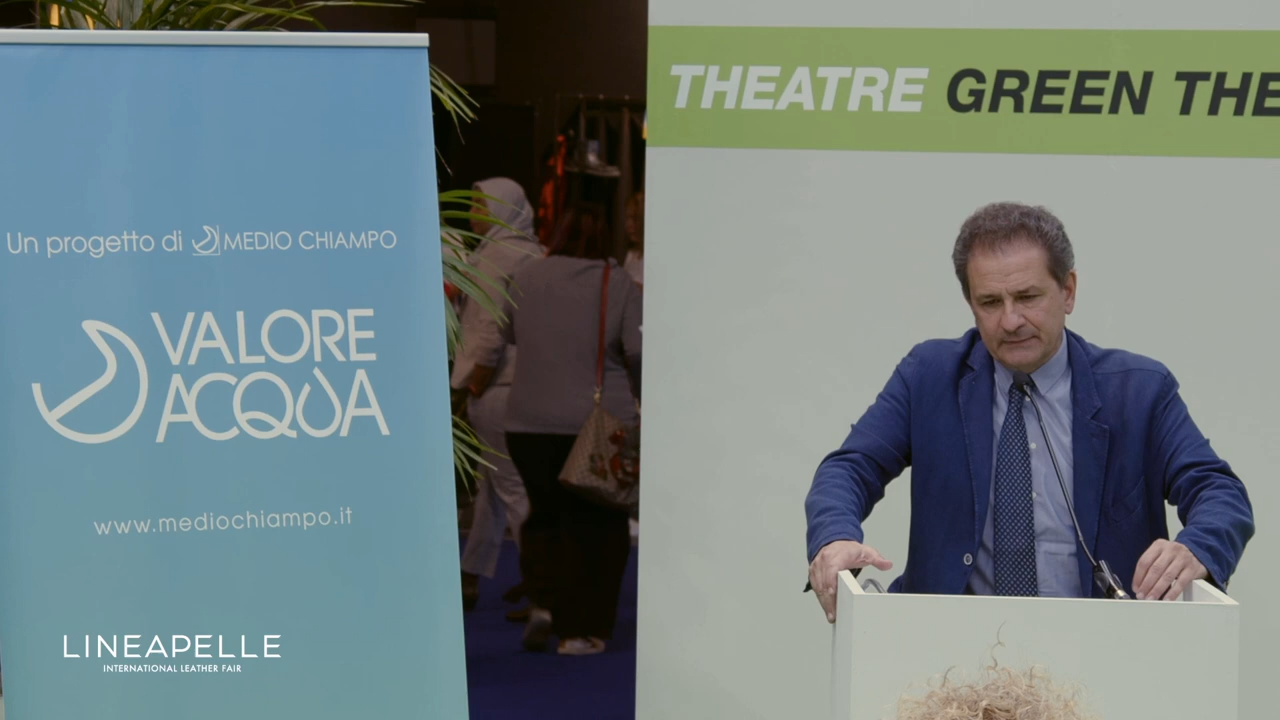 THEATRE GREEN THE
Un progetto di MEDIO CHIAMPO
VALORE
ACQUA
www.mediochiampo.it
LINEAPELLE
INTERNATIONAL LEATHER FAIR